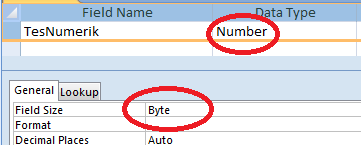 Field Name Data Type
TesNumerik Number
General Lookup
Field Size Byte
Format
Decimal Places Auto